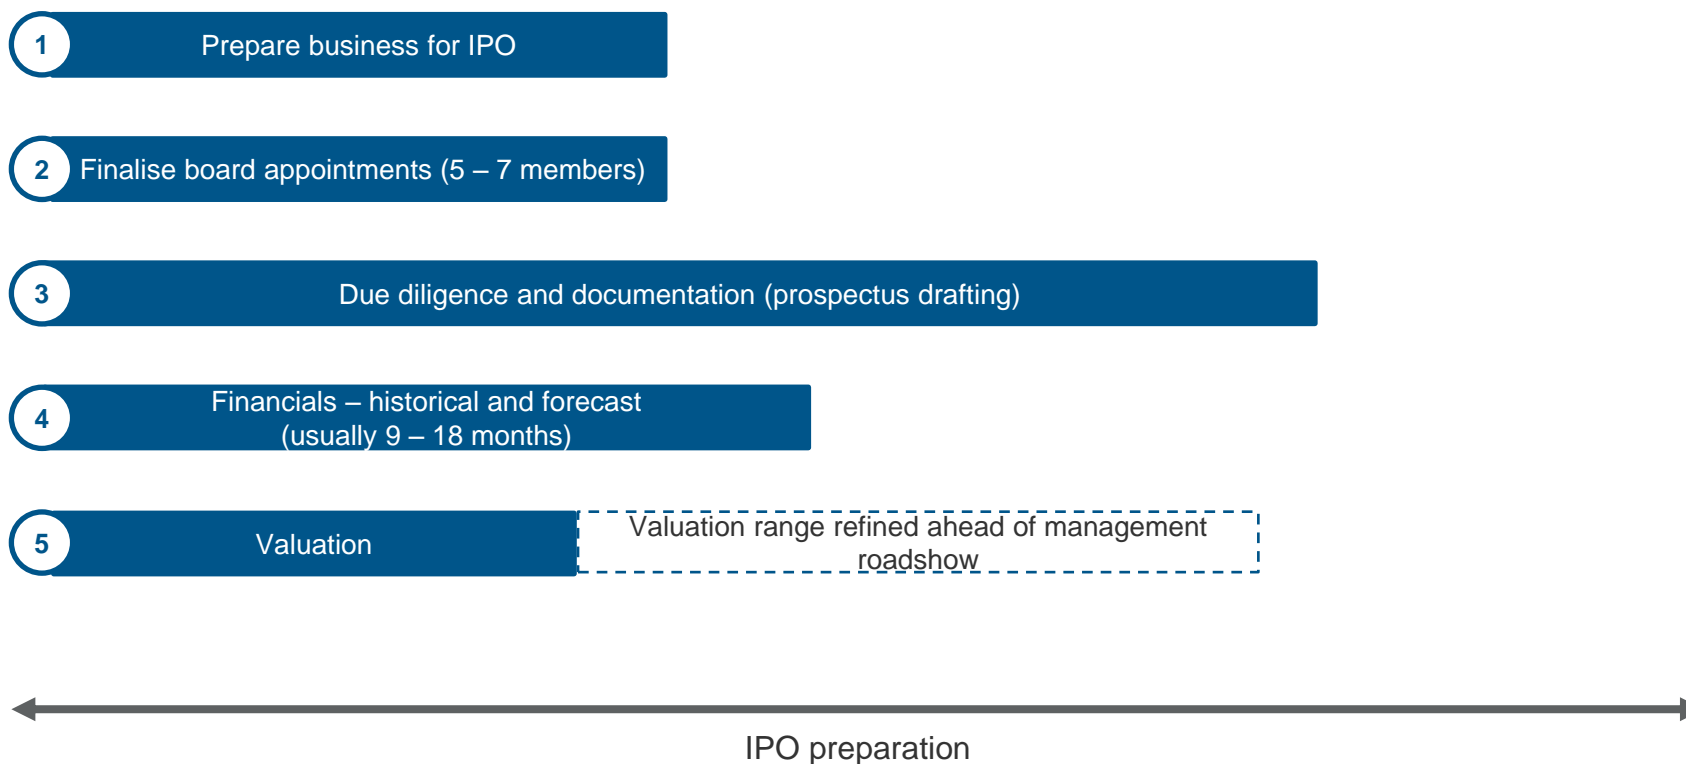 1
Prepare business for IPO
2
Finalise board appointments (5 – 7 members)
3
Due diligence and documentation (prospectus drafting)
4
Financials – historical and forecast
(usually 9 – 18 months)
5
Valuation
Valuation range refined ahead of management
roadshow
IPO preparation